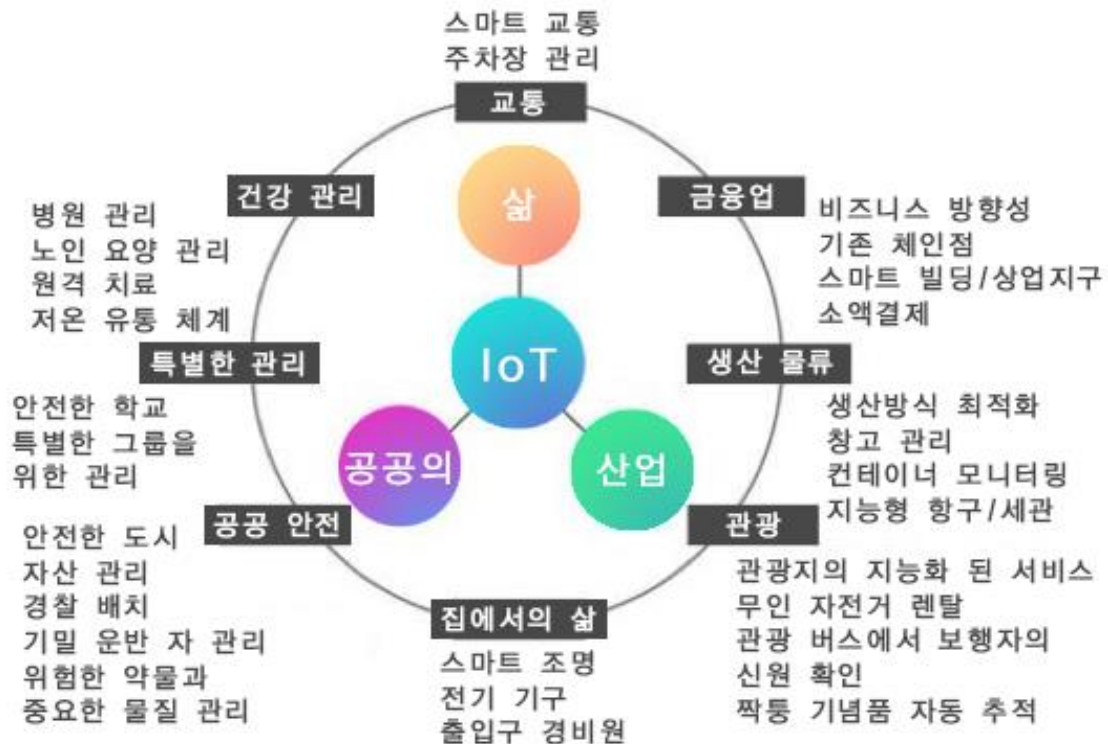 스마트 교통
주차장 관리
교통
건강 관리
병원 관리
노인 요양 관리
원격 치료
저온 유통 체계
삶
금융업
비즈니스 방향성
기존 체인점
스마트 빌딩/상업지구
소액결제
IoT
특별한 관리
안전한 학교
특별한 그룹을
위한 관리
공공의
산업
생산 물류
생산방식 최적화
창고 관리
컨테이너 모니터링
지능형 항구/세관
공공 안전
안전한 도시
자산 관리
경찰 배치
기밀 운반 자 관리
위험한 약물과
중요한 물질 관리
집에서의 삶
스마트 조명
전기 기구
출입구 경비원
관광
관광지의 지능화 된 서비스
무인 자전거 렌탈
관광 버스에서 보행자의
신원 확인
짝퉁 기념품 자동 추적